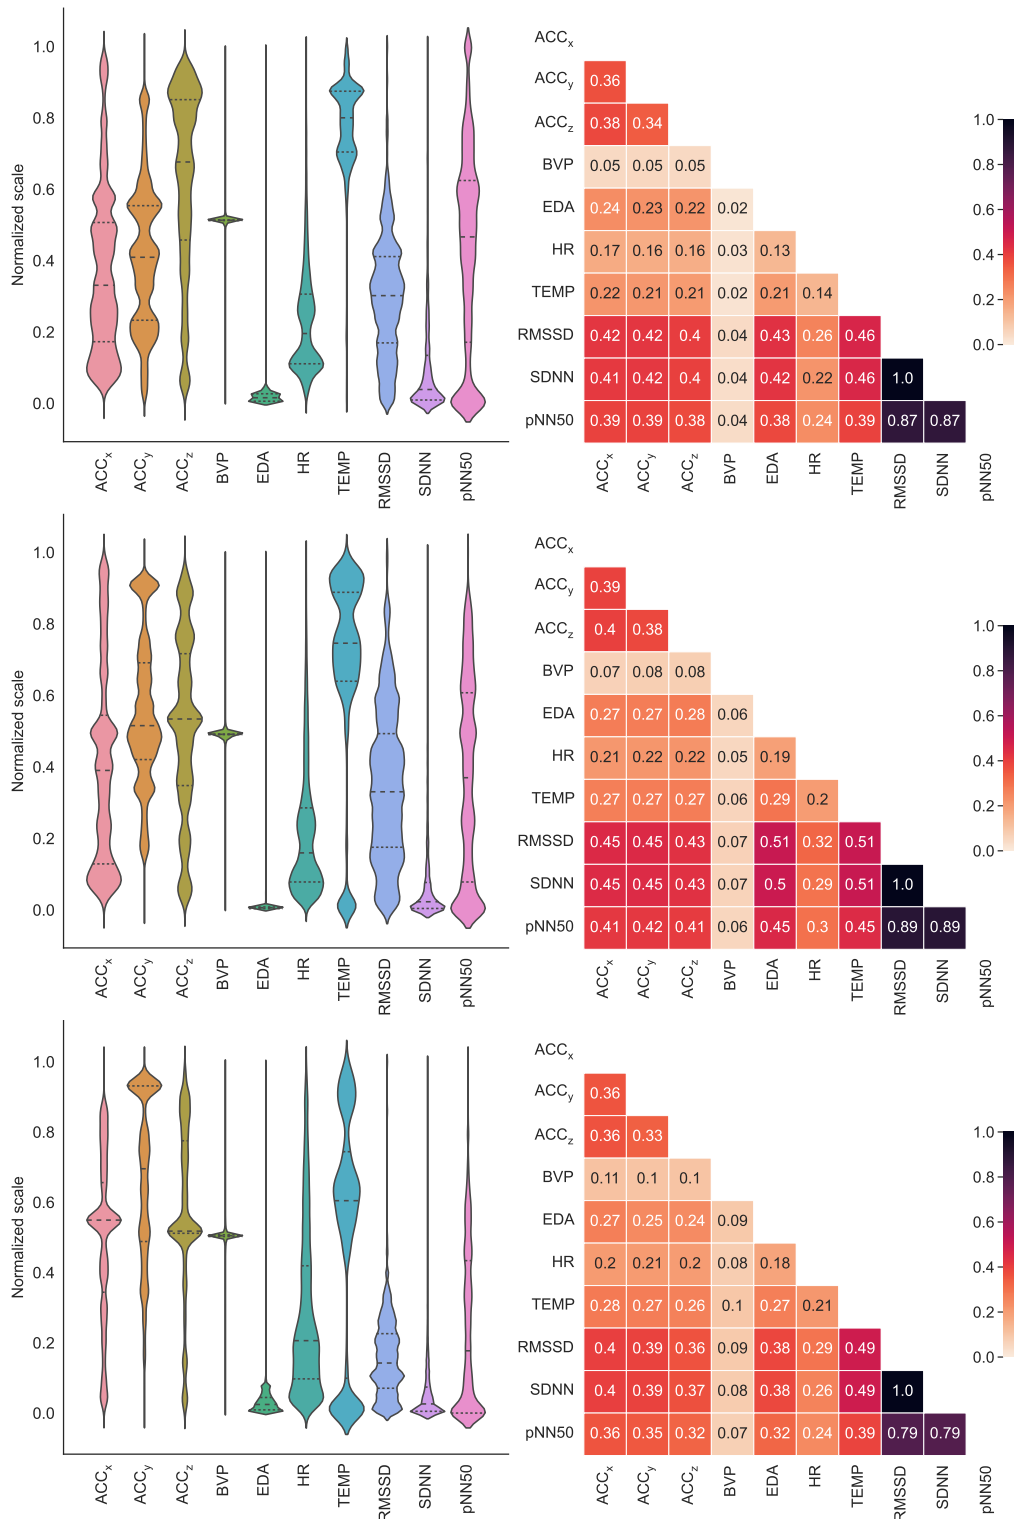 Normalized scale
1.0
0.8
0.6
0.4
0.2
0.0
ACCx
ACCy
ACCz
BVP
EDA
HR
TEMP
RMSSD
SDNN
pNN50
ACCx
ACCy 0.36
ACCz 0.38 0.34
BVP 0.05 0.05 0.05
EDA 0.24 0.23 0.22 0.02
HR 0.17 0.16 0.16 0.03 0.13
TEMP 0.22 0.21 0.21 0.02 0.21 0.14
RMSSD 0.42 0.42 0.4 0.04 0.43 0.26 0.46
SDNN 0.41 0.42 0.4 0.04 0.42 0.22 0.46 1.0
pNN50 0.39 0.39 0.38 0.04 0.38 0.24 0.39 0.87 0.87
ACCx
ACCy
ACCz
BVP
EDA
HR
TEMP
RMSSD
SDNN
pNN50
1.0
0.8
0.6
0.4
0.2
0.0
Normalized scale
1.0
0.8
0.6
0.4
0.2
0.0
ACCx
ACCy
ACCz
BVP
EDA
HR
TEMP
RMSSD
SDNN
pNN50
ACCx
ACCy 0.39
ACCz 0.4 0.38
BVP 0.07 0.08 0.08
EDA 0.27 0.27 0.28 0.06
HR 0.21 0.22 0.22 0.05 0.19
TEMP 0.27 0.27 0.27 0.06 0.29 0.2
RMSSD 0.45 0.45 0.43 0.07 0.51 0.32 0.51
SDNN 0.45 0.45 0.43 0.07 0.5 0.29 0.51 1.0
pNN50 0.41 0.42 0.41 0.06 0.45 0.3 0.45 0.89 0.89
ACCx
ACCy
ACCz
BVP
EDA
HR
TEMP
RMSSD
SDNN
pNN50
1.0
0.8
0.6
0.4
0.2
0.0
Normalized scale
1.0
0.8
0.6
0.4
0.2
0.0
ACCx
ACCy
ACCz
BVP
EDA
HR
TEMP
RMSSD
SDNN
pNN50
ACCx
ACCy 0.36
ACCz 0.36 0.33
BVP 0.11 0.1 0.1
EDA 0.27 0.25 0.24 0.09
HR 0.2 0.21 0.2 0.08 0.18
TEMP 0.28 0.27 0.26 0.1 0.27 0.21
RMSSD 0.4 0.39 0.36 0.09 0.38 0.29 0.49
SDNN 0.4 0.39 0.37 0.08 0.38 0.26 0.49 1.0
pNN50 0.36 0.35 0.32 0.07 0.32 0.24 0.39 0.79 0.79
ACCx
ACCy
ACCz
BVP
EDA
HR
TEMP
RMSSD
SDNN
pNN50
1.0
0.8
0.6
0.4
0.2
0.0